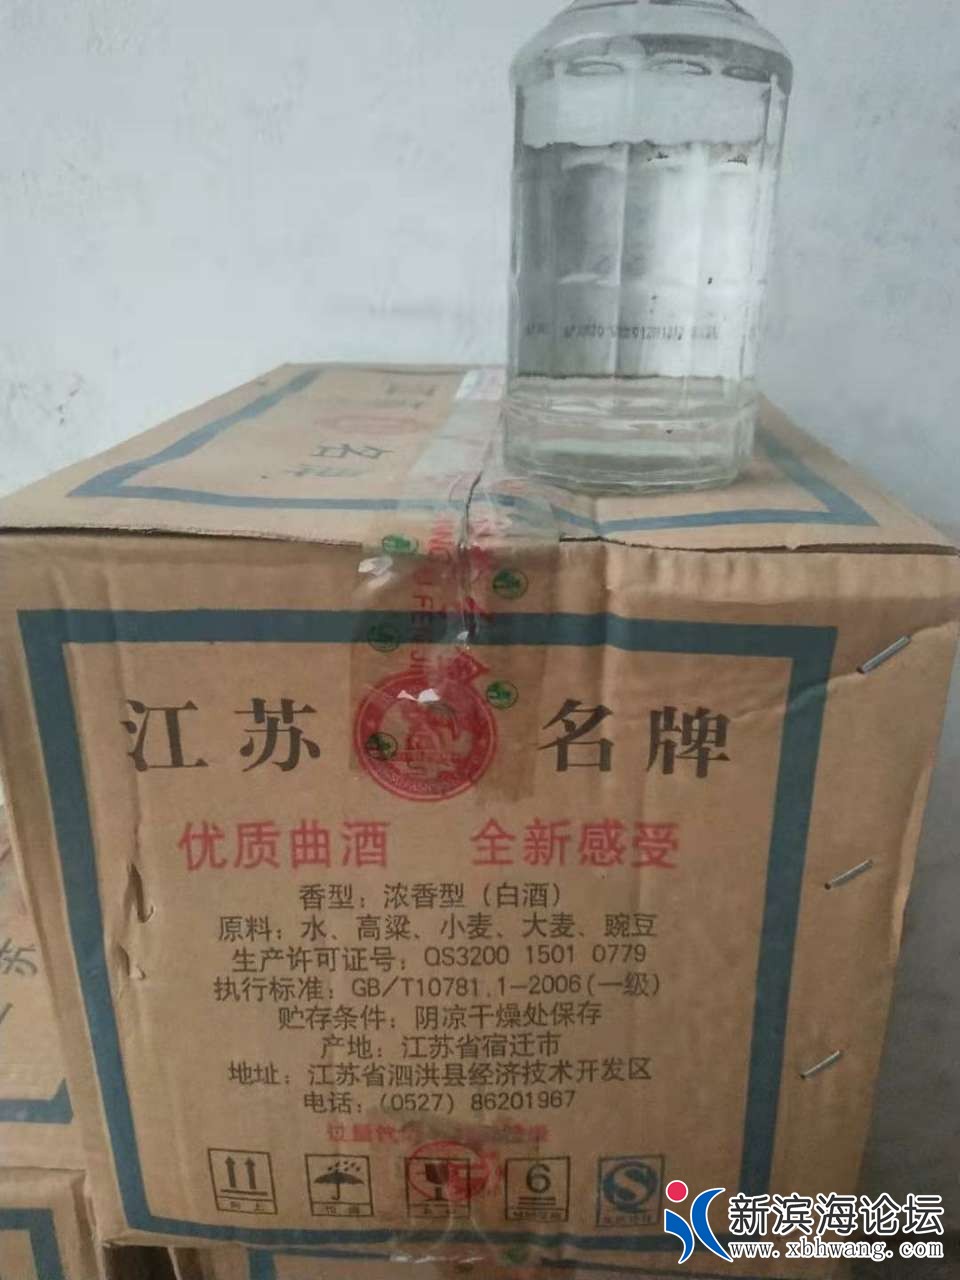 名牌
江苏 名牌
优质曲酒 全新感受
香型：浓香型（白酒）
原料：水、高粱、小麦、大麦、豌豆
生产许可证号：QS3200 1501 0779
执行标准：GB/T10781.1-2006(一级)
贮存条件：阴凉干燥处保存
产地：江苏省宿迁市
地址：江苏省泗洪县经济技术开发区
电话：(0527) 86201967
向上
6
新滨海论坛
www.xbhwang.com